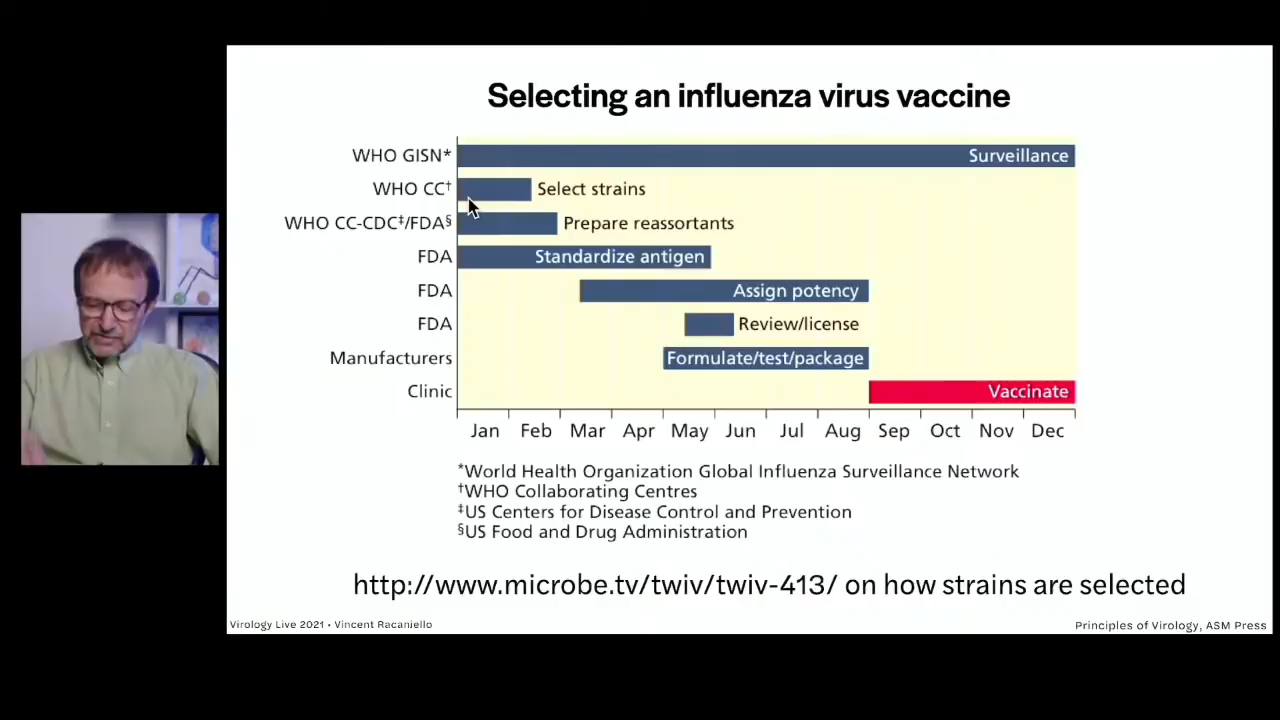 Selecting an influenza virus vaccine
WHO GISN*
Surveillance
WHO CC†
Select strains
WHO CC-CDC‡/FDA§
Prepare reassortants
FDA
Standardize antigen
FDA
Assign potency
FDA
Review/license
Manufacturers
Formulate/test/package
Clinic
Vaccinate
Jan Feb Mar Apr May Jun Jul Aug Sep Oct Nov Dec
*World Health Organization Global Influenza Surveillance Network
†WHO Collaborating Centres
‡US Centers for Disease Control and Prevention
§US Food and Drug Administration
http://www.microbe.tv/twiv/twiv-413/ on how strains are selected
Virology Live 2021 • Vincent Racaniello
Principles of Virology, ASM Press